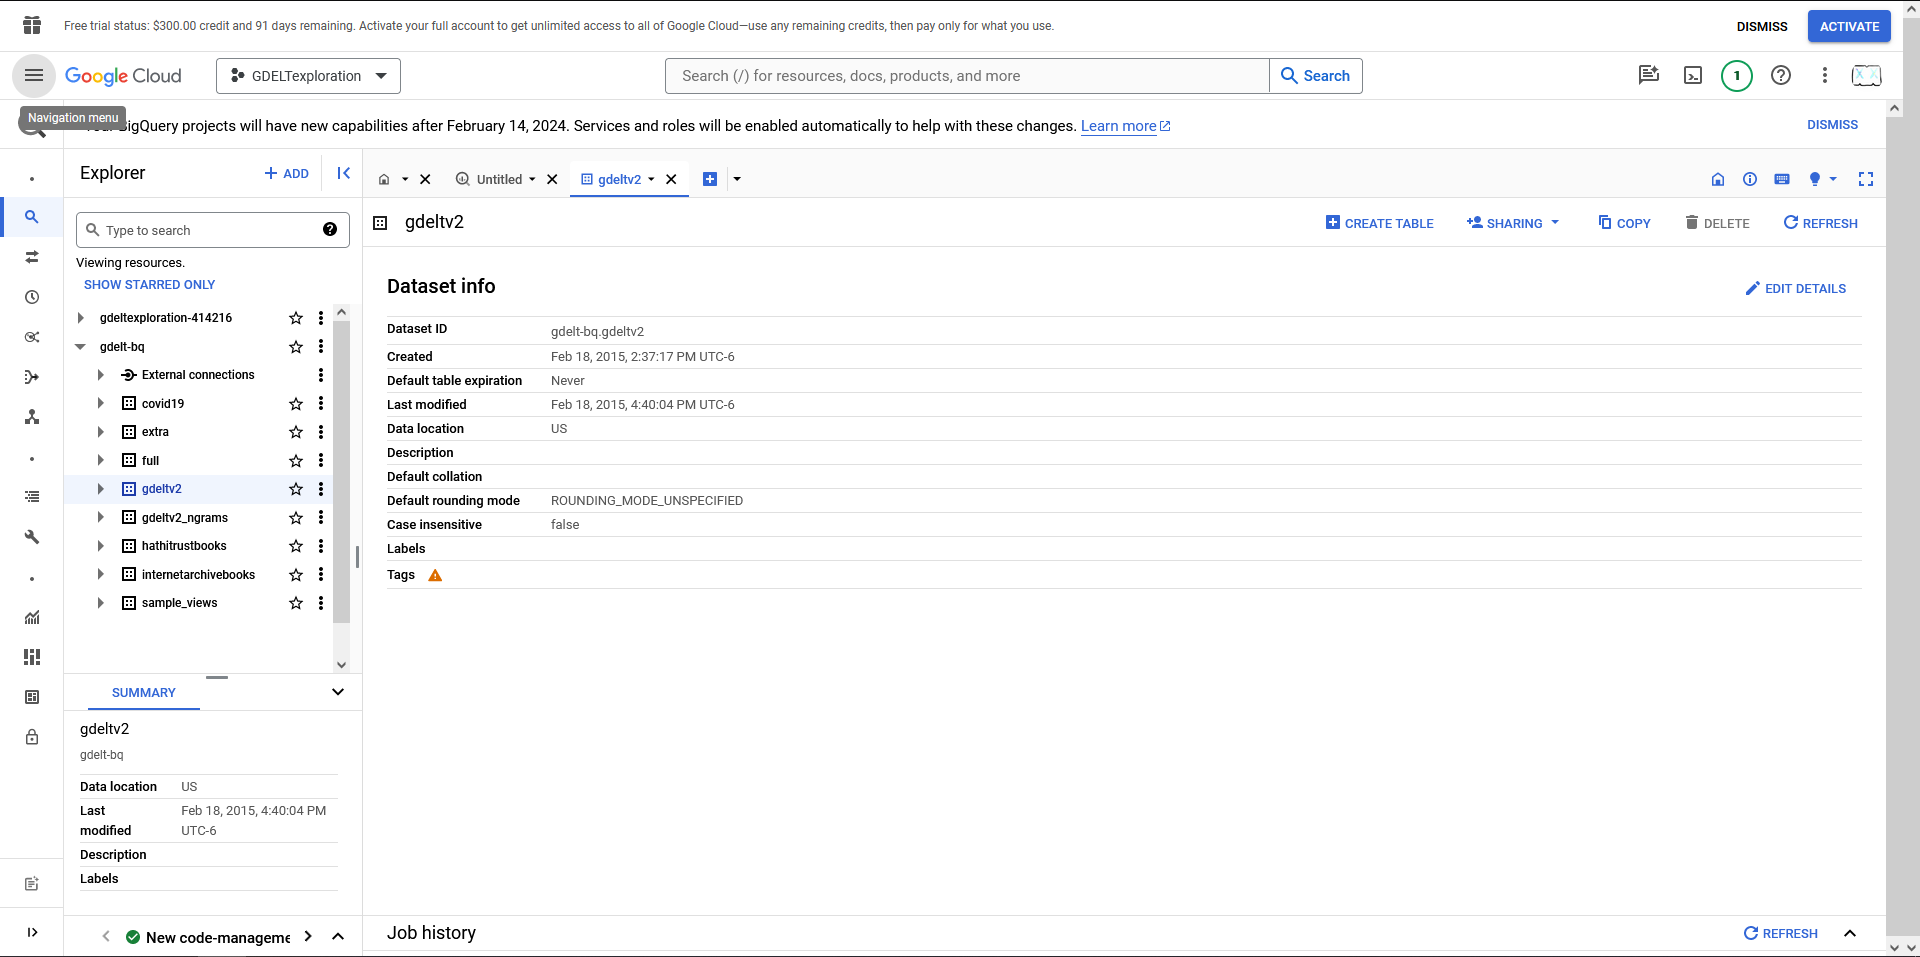 Free trial status: $300.00 credit and 91 days remaining. Activate your full account to get unlimited access to all of Google Cloud—use any remaining credits, then pay only for what you use.
DISMISS
ACTIVATE
Google Cloud
GDELTexploration
Search (/) for resources, docs, products, and more
Search
1
Navigation menu
BigQuery projects will have new capabilities after February 14, 2024. Services and roles will be enabled automatically to help with these changes. Learn more
DISMISS
Explorer
ADD
Type to search
Viewing resources.
SHOW STARRED ONLY
gdeltexploration-414216
gdelt-bq
External connections
covid19
extra
full
gdeltv2
gdeltv2_ngrams
hathitrustbooks
internetarchivebooks
sample_views
SUMMARY
gdeltv2
gdelt-bq
Data location US
Last modified Feb 18, 2015, 4:40:04 PM UTC-6
Description
Labels
New code-manageme
Untitled
gdeltv2
gdeltv2
CREATE TABLE
SHARING
COPY
DELETE
REFRESH
Dataset info
EDIT DETAILS
Dataset ID gdelt-bq.gdeltv2
Created Feb 18, 2015, 2:37:17 PM UTC-6
Default table expiration Never
Last modified Feb 18, 2015, 4:40:04 PM UTC-6
Data location US
Description
Default collation
Default rounding mode ROUNDING_MODE_UNSPECIFIED
Case insensitive false
Labels
Tags
Job history
REFRESH